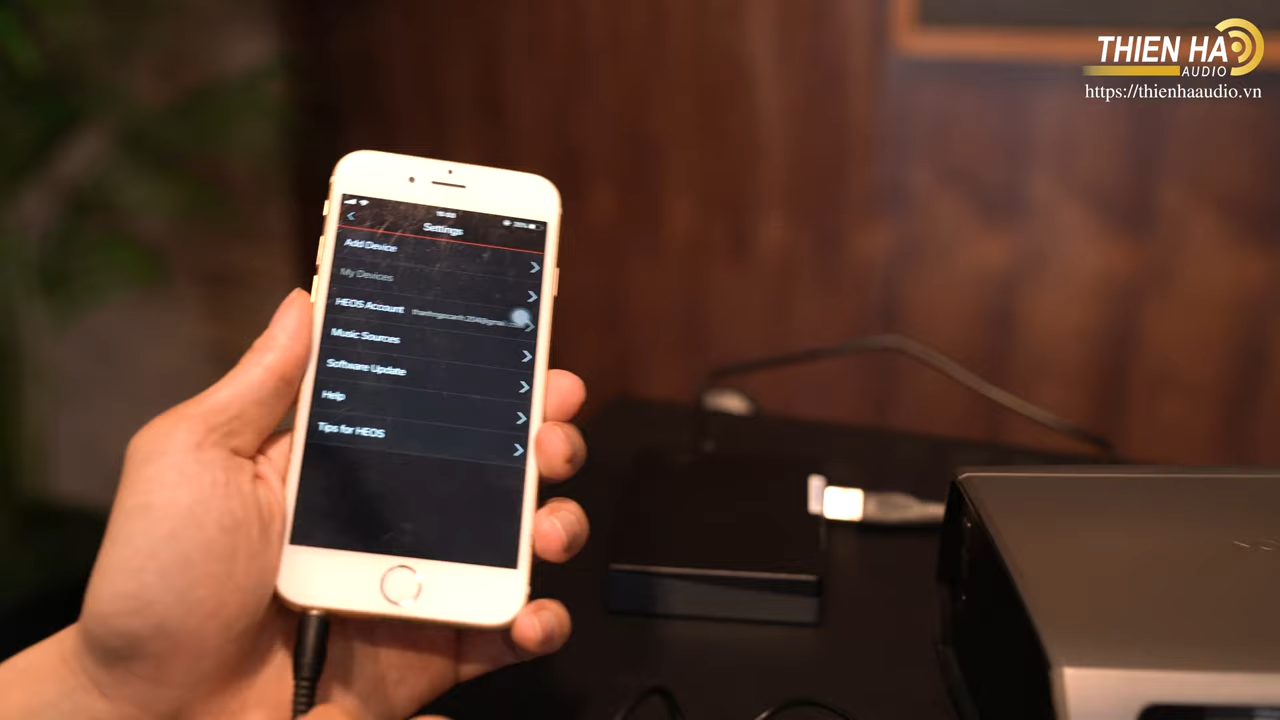 THIEN HA
AUDIO
https://thienhaaudio.vn
Settings
Add Device
My Devices
HEOS Account
Music Sources
Software Update
Help
Tips for HEOS